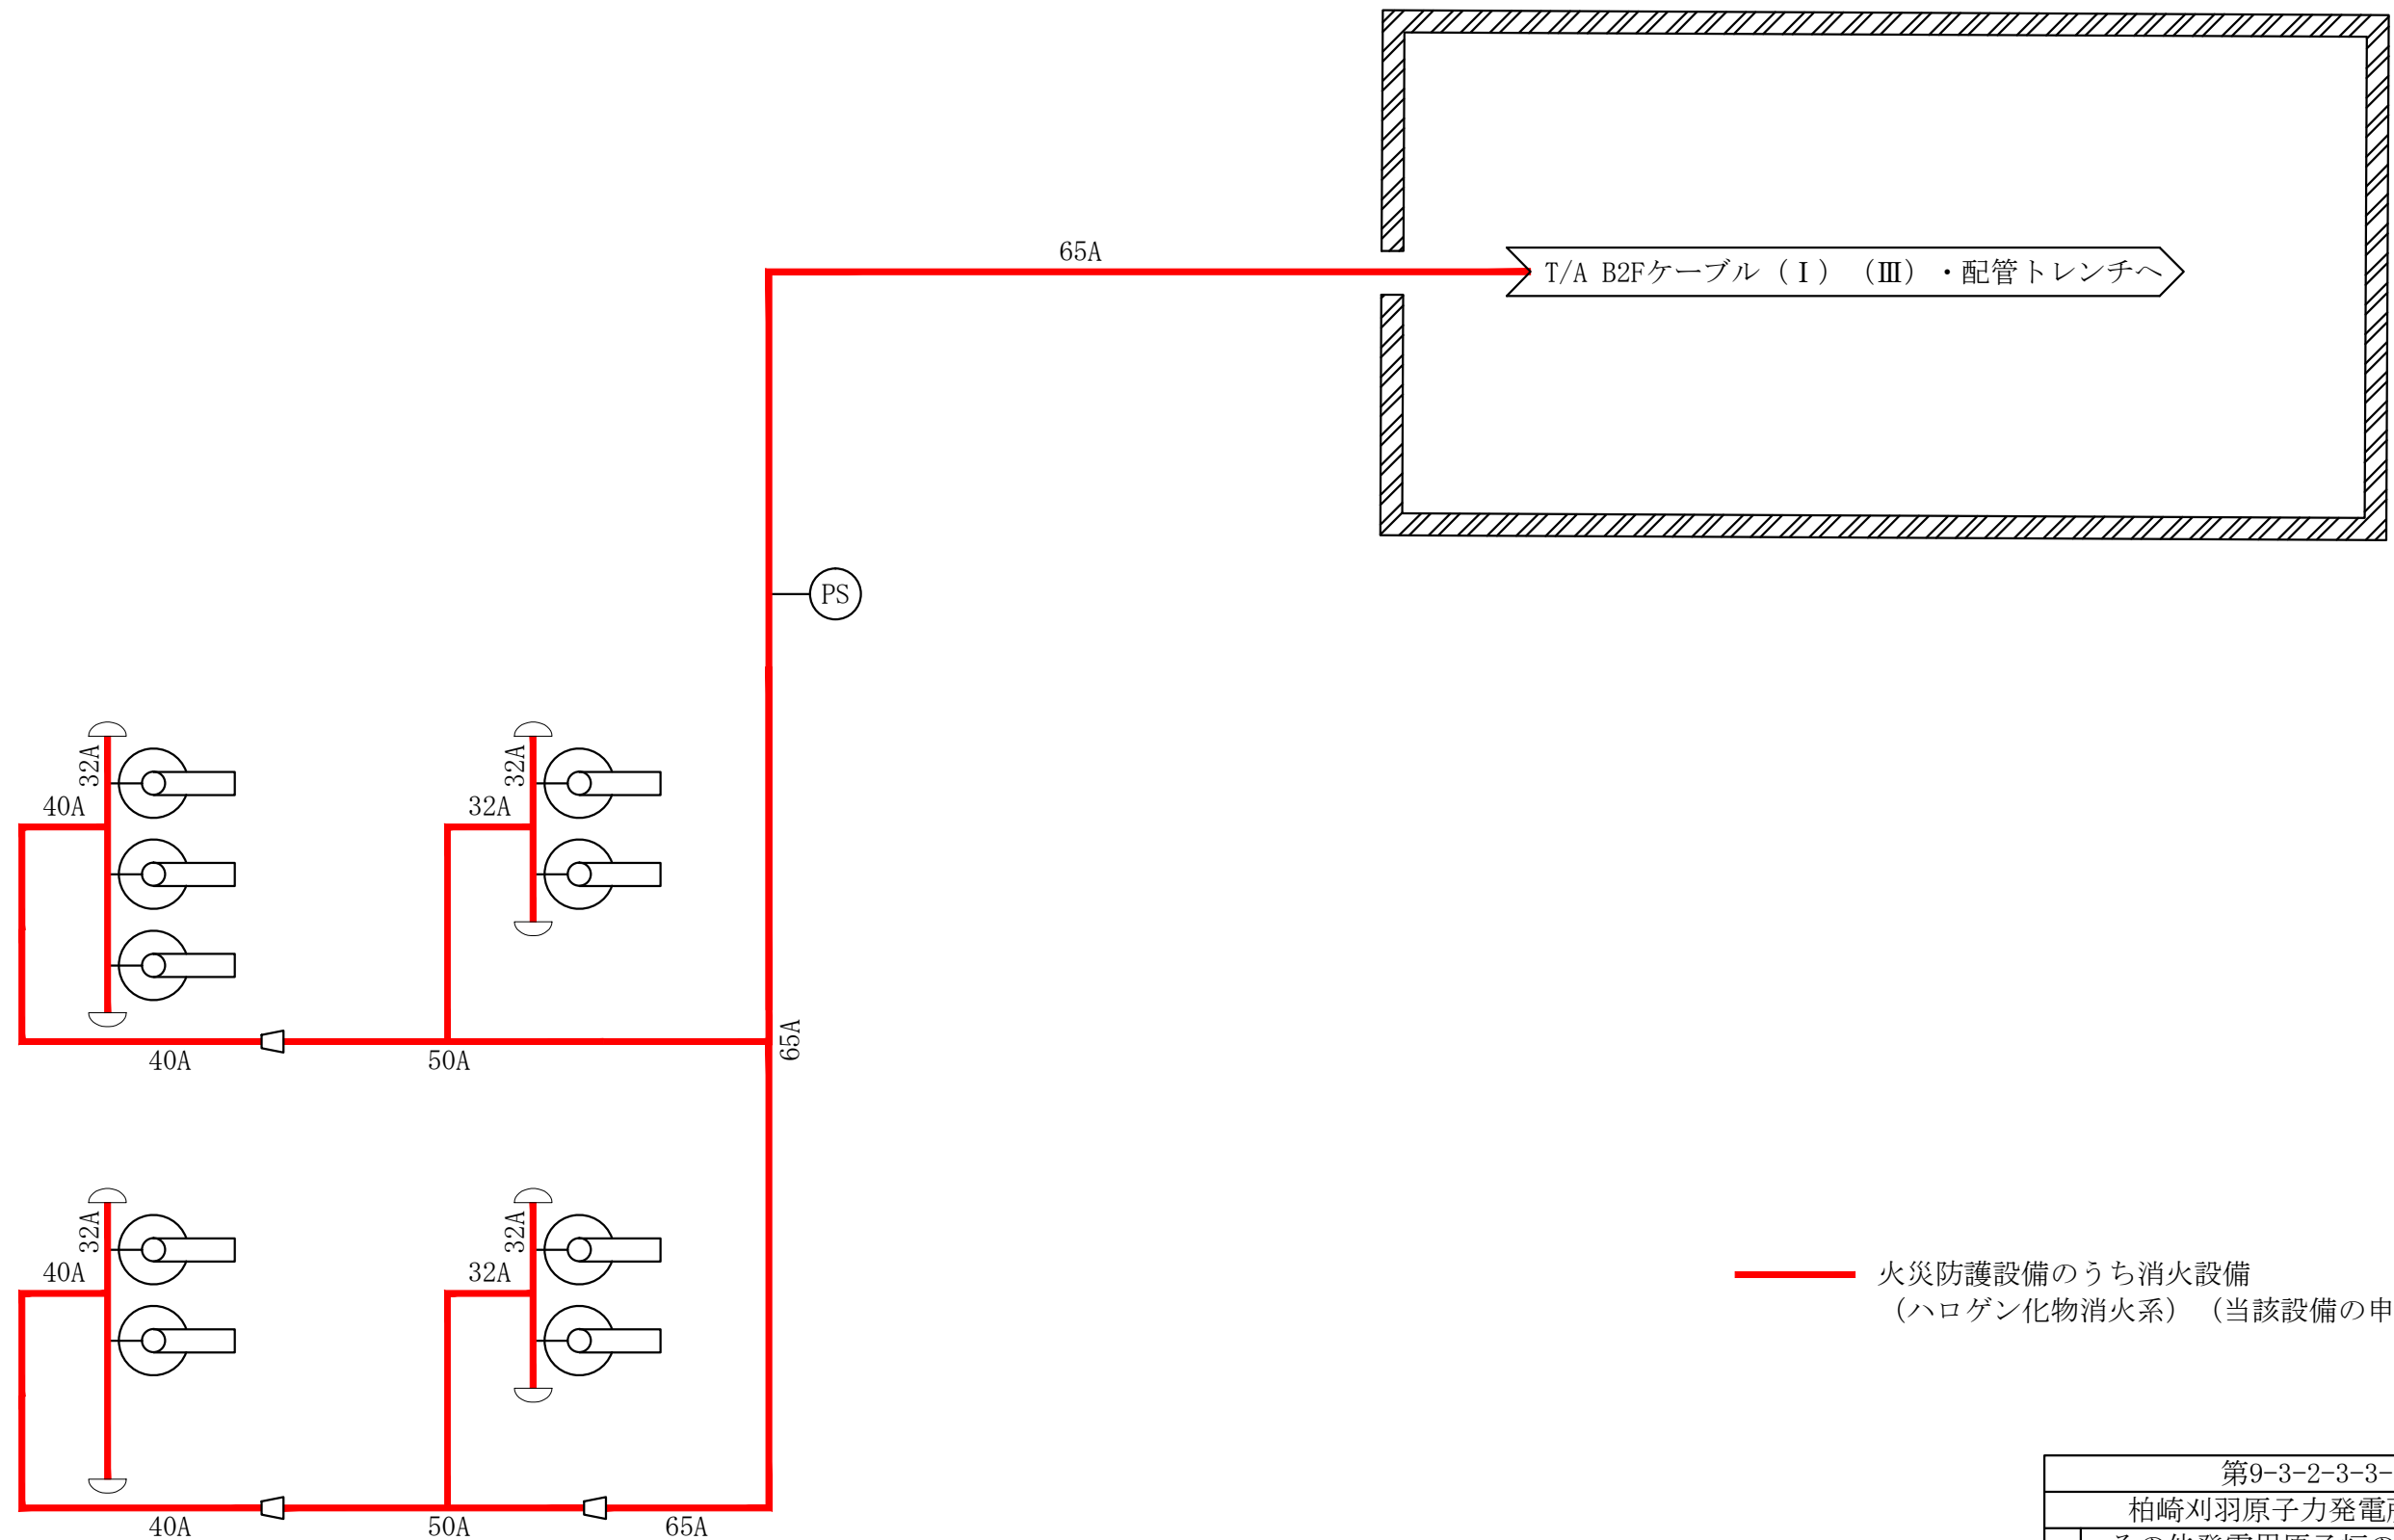 65A
T/A B2Fケーブル（Ⅰ）（Ⅲ）・配管トレンチへ
PS
32A
32A
40A
32A
65A
40A
50A
32A
32A
40A
32A
火災防護設備のうち消火設備
（ハロゲン化物消火系）（当該設備の申
第9-3-2-3-3-
柏崎刈羽原子力発電所
40A
50A
65A